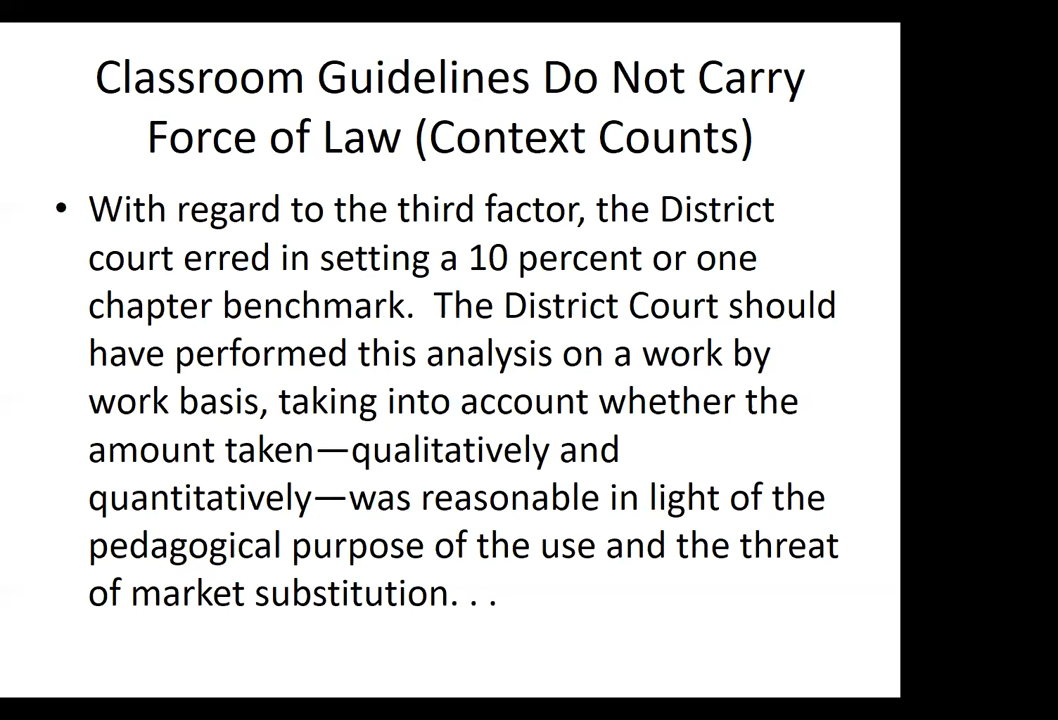 Classroom Guidelines Do Not Carry
Force of Law (Context Counts)
• With regard to the third factor, the District
court erred in setting a 10 percent or one
chapter benchmark.  The District Court should
have performed this analysis on a work by
work basis, taking into account whether the
amount taken—qualitatively and
quantitatively—was reasonable in light of the
pedagogical purpose of the use and the threat
of market substitution. . .